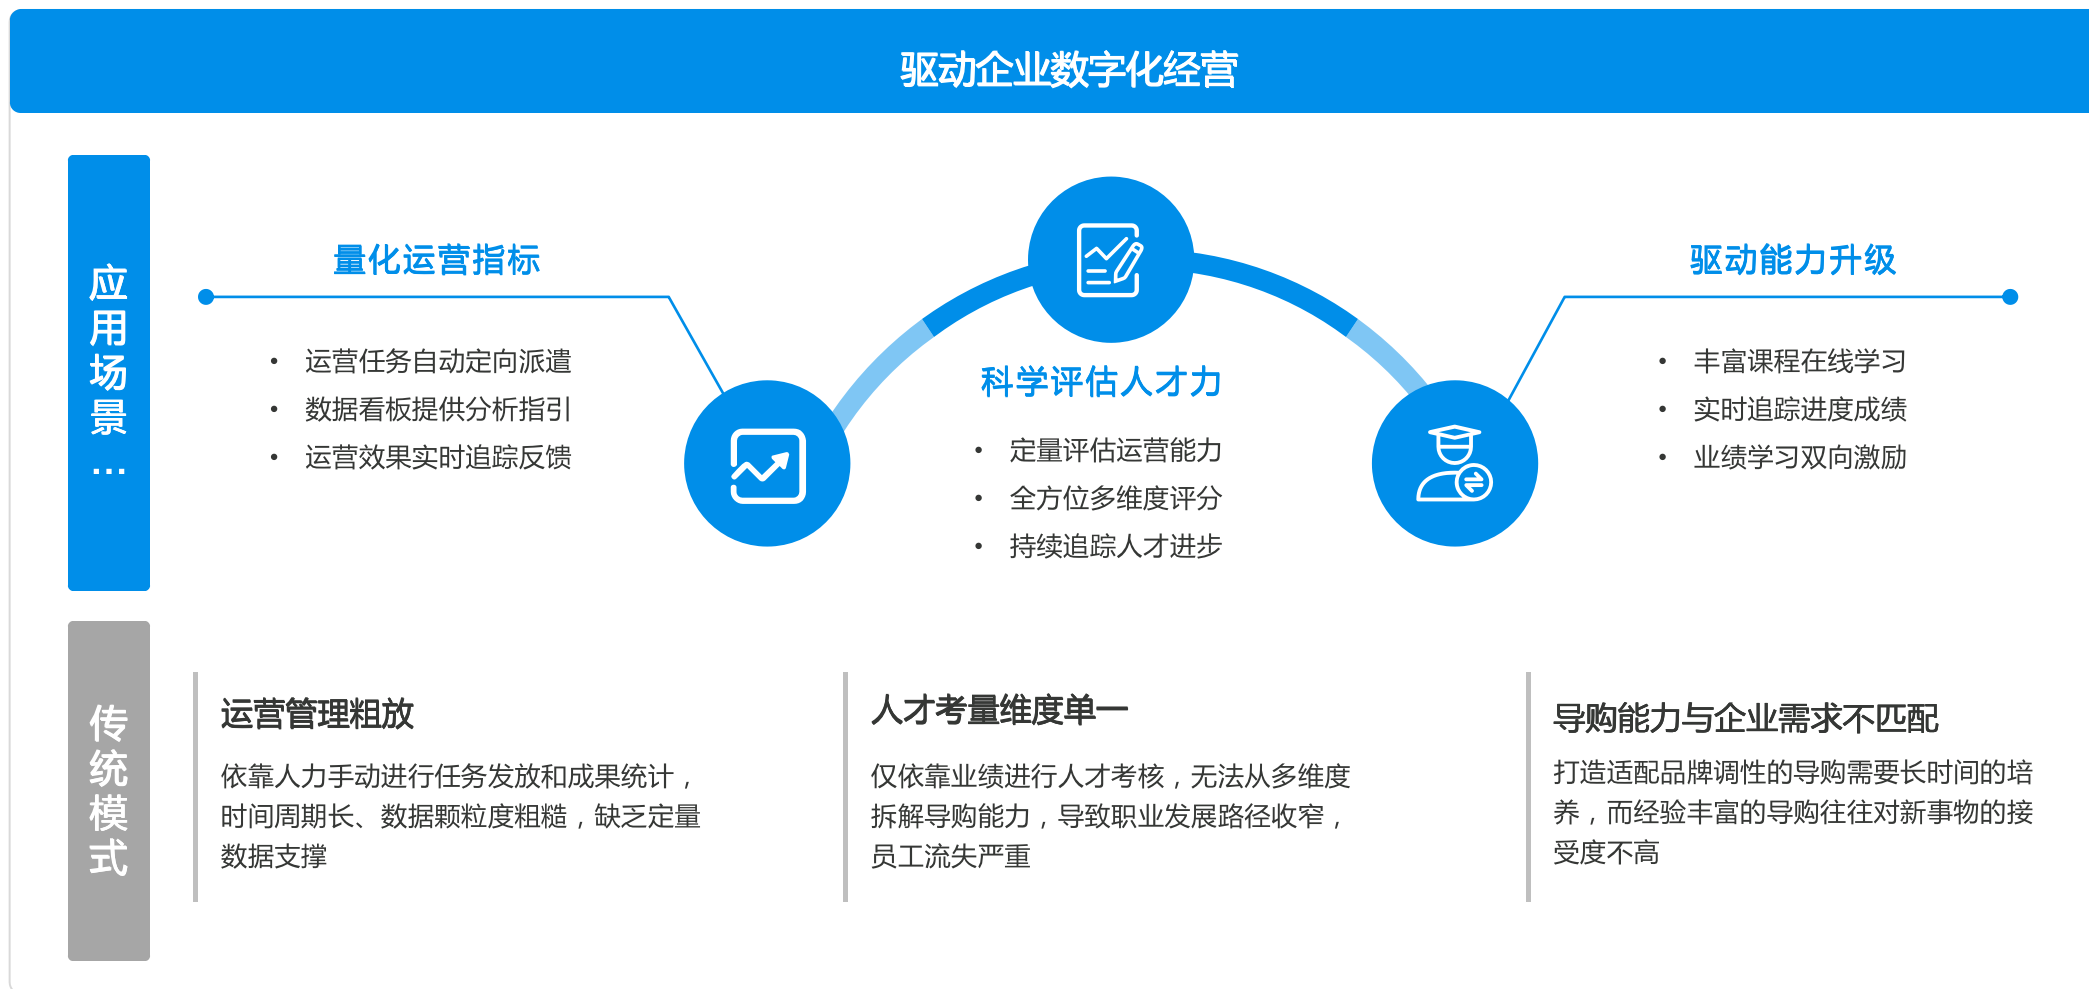 驱动企业数字化经营
应用场景...
量化运营指标
• 运营任务自动定向派遣
• 数据看板提供分析指引
• 运营效果实时追踪反馈
科学评估人才力
• 定量评估运营能力
• 全方位多维度评分
• 持续追踪人才进步
驱动能力升级
• 丰富课程在线学习
• 实时追踪进度成绩
• 业绩学习双向激励
传统模式
运营管理粗放
依靠人力手动进行任务发放和成果统计，
时间周期长、数据颗粒度粗糙，缺乏定量
数据支撑
人才考量维度单一
仅依靠业绩进行人才考核，无法从多维度
拆解导购能力，导致职业发展路径收窄，
员工流失严重
导购能力与企业需求不匹配
打造适配品牌调性的导购需要长时间的培
养，而经验丰富的导购往往对新事物的接
受度不高